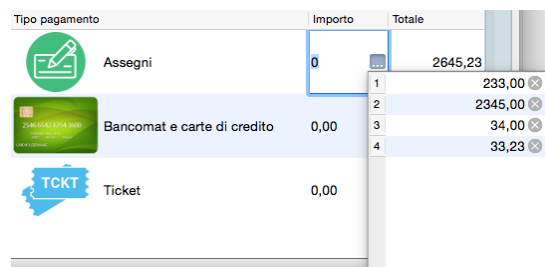 Tipo pagamento Importo Totale
Assegni 0 ... 2645,23
1 233,00
2 2345,00
3 34,00
4 33,23
Bancomat e carte di credito 0,00
TCKT Ticket 0,00